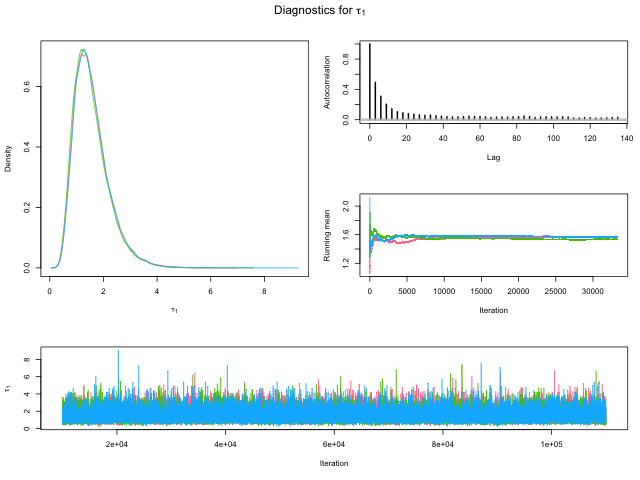 Diagnostics for τ1
Density
0.0
0.2
0.4
0.6
0 2 4 6 8
τ1
Autocorrelation
0.0
0.4
0.8
0 20 40 60 80 100 120 140
Lag
Running mean
1.2
1.6
2.0
0 5000 10000 15000 20000 25000 30000
Iteration
τ1
0
2
4
6
8
2e+04 4e+04 6e+04 8e+04 1e+05
Iteration